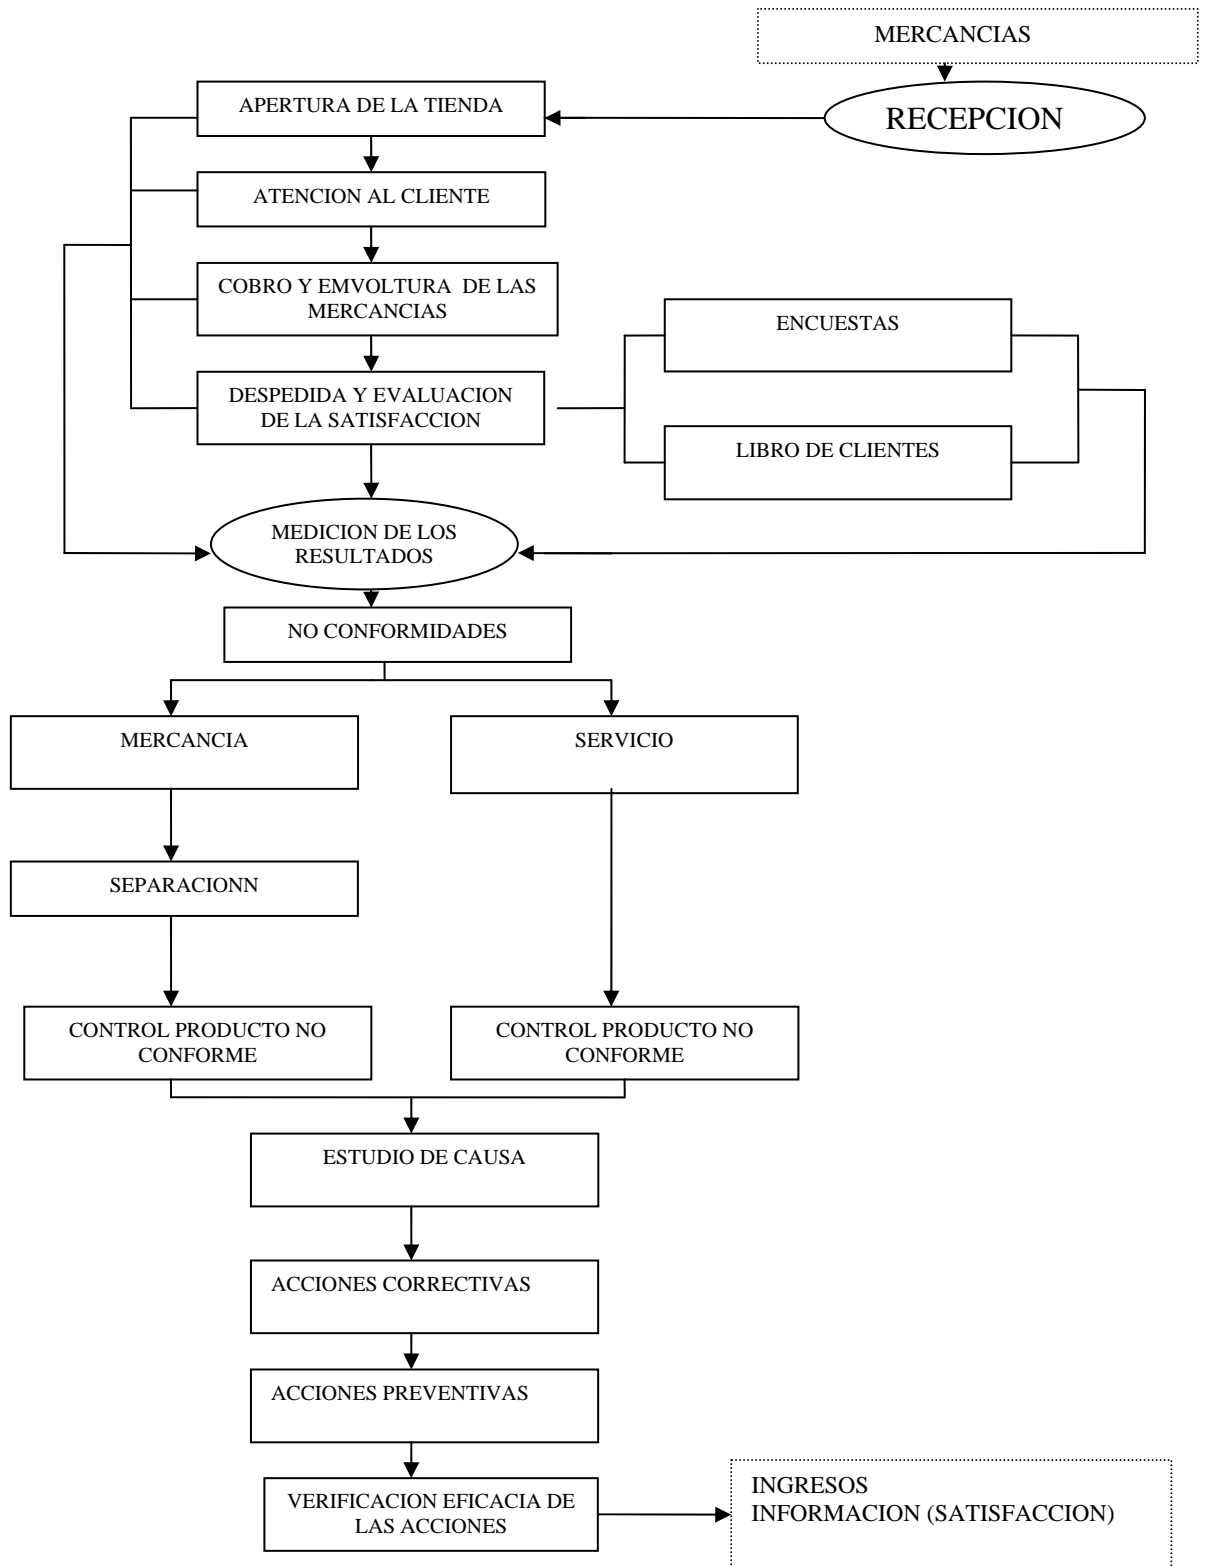 MERCANCIAS
RECEPCION
APERTURA DE LA TIENDA
ATENCION AL CLIENTE
COBRO Y EMVOLTURA DE LAS
MERCANCIAS
ENCUESTAS
DESPEDIDA Y EVALUACION
DE LA SATISFACCION
LIBRO DE CLIENTES
MEDICION DE LOS
RESULTADOS
NO CONFORMIDADES
MERCANCIA
SERVICIO
SEPARACIONN
CONTROL PRODUCTO NO
CONFORME
CONTROL PRODUCTO NO
CONFORME
ESTUDIO DE CAUSA
ACCIONES CORRECTIVAS
ACCIONES PREVENTIVAS
VERIFICACION EFICACIA DE
LAS ACCIONES
INGRESOS
INFORMACION (SATISFACCION)